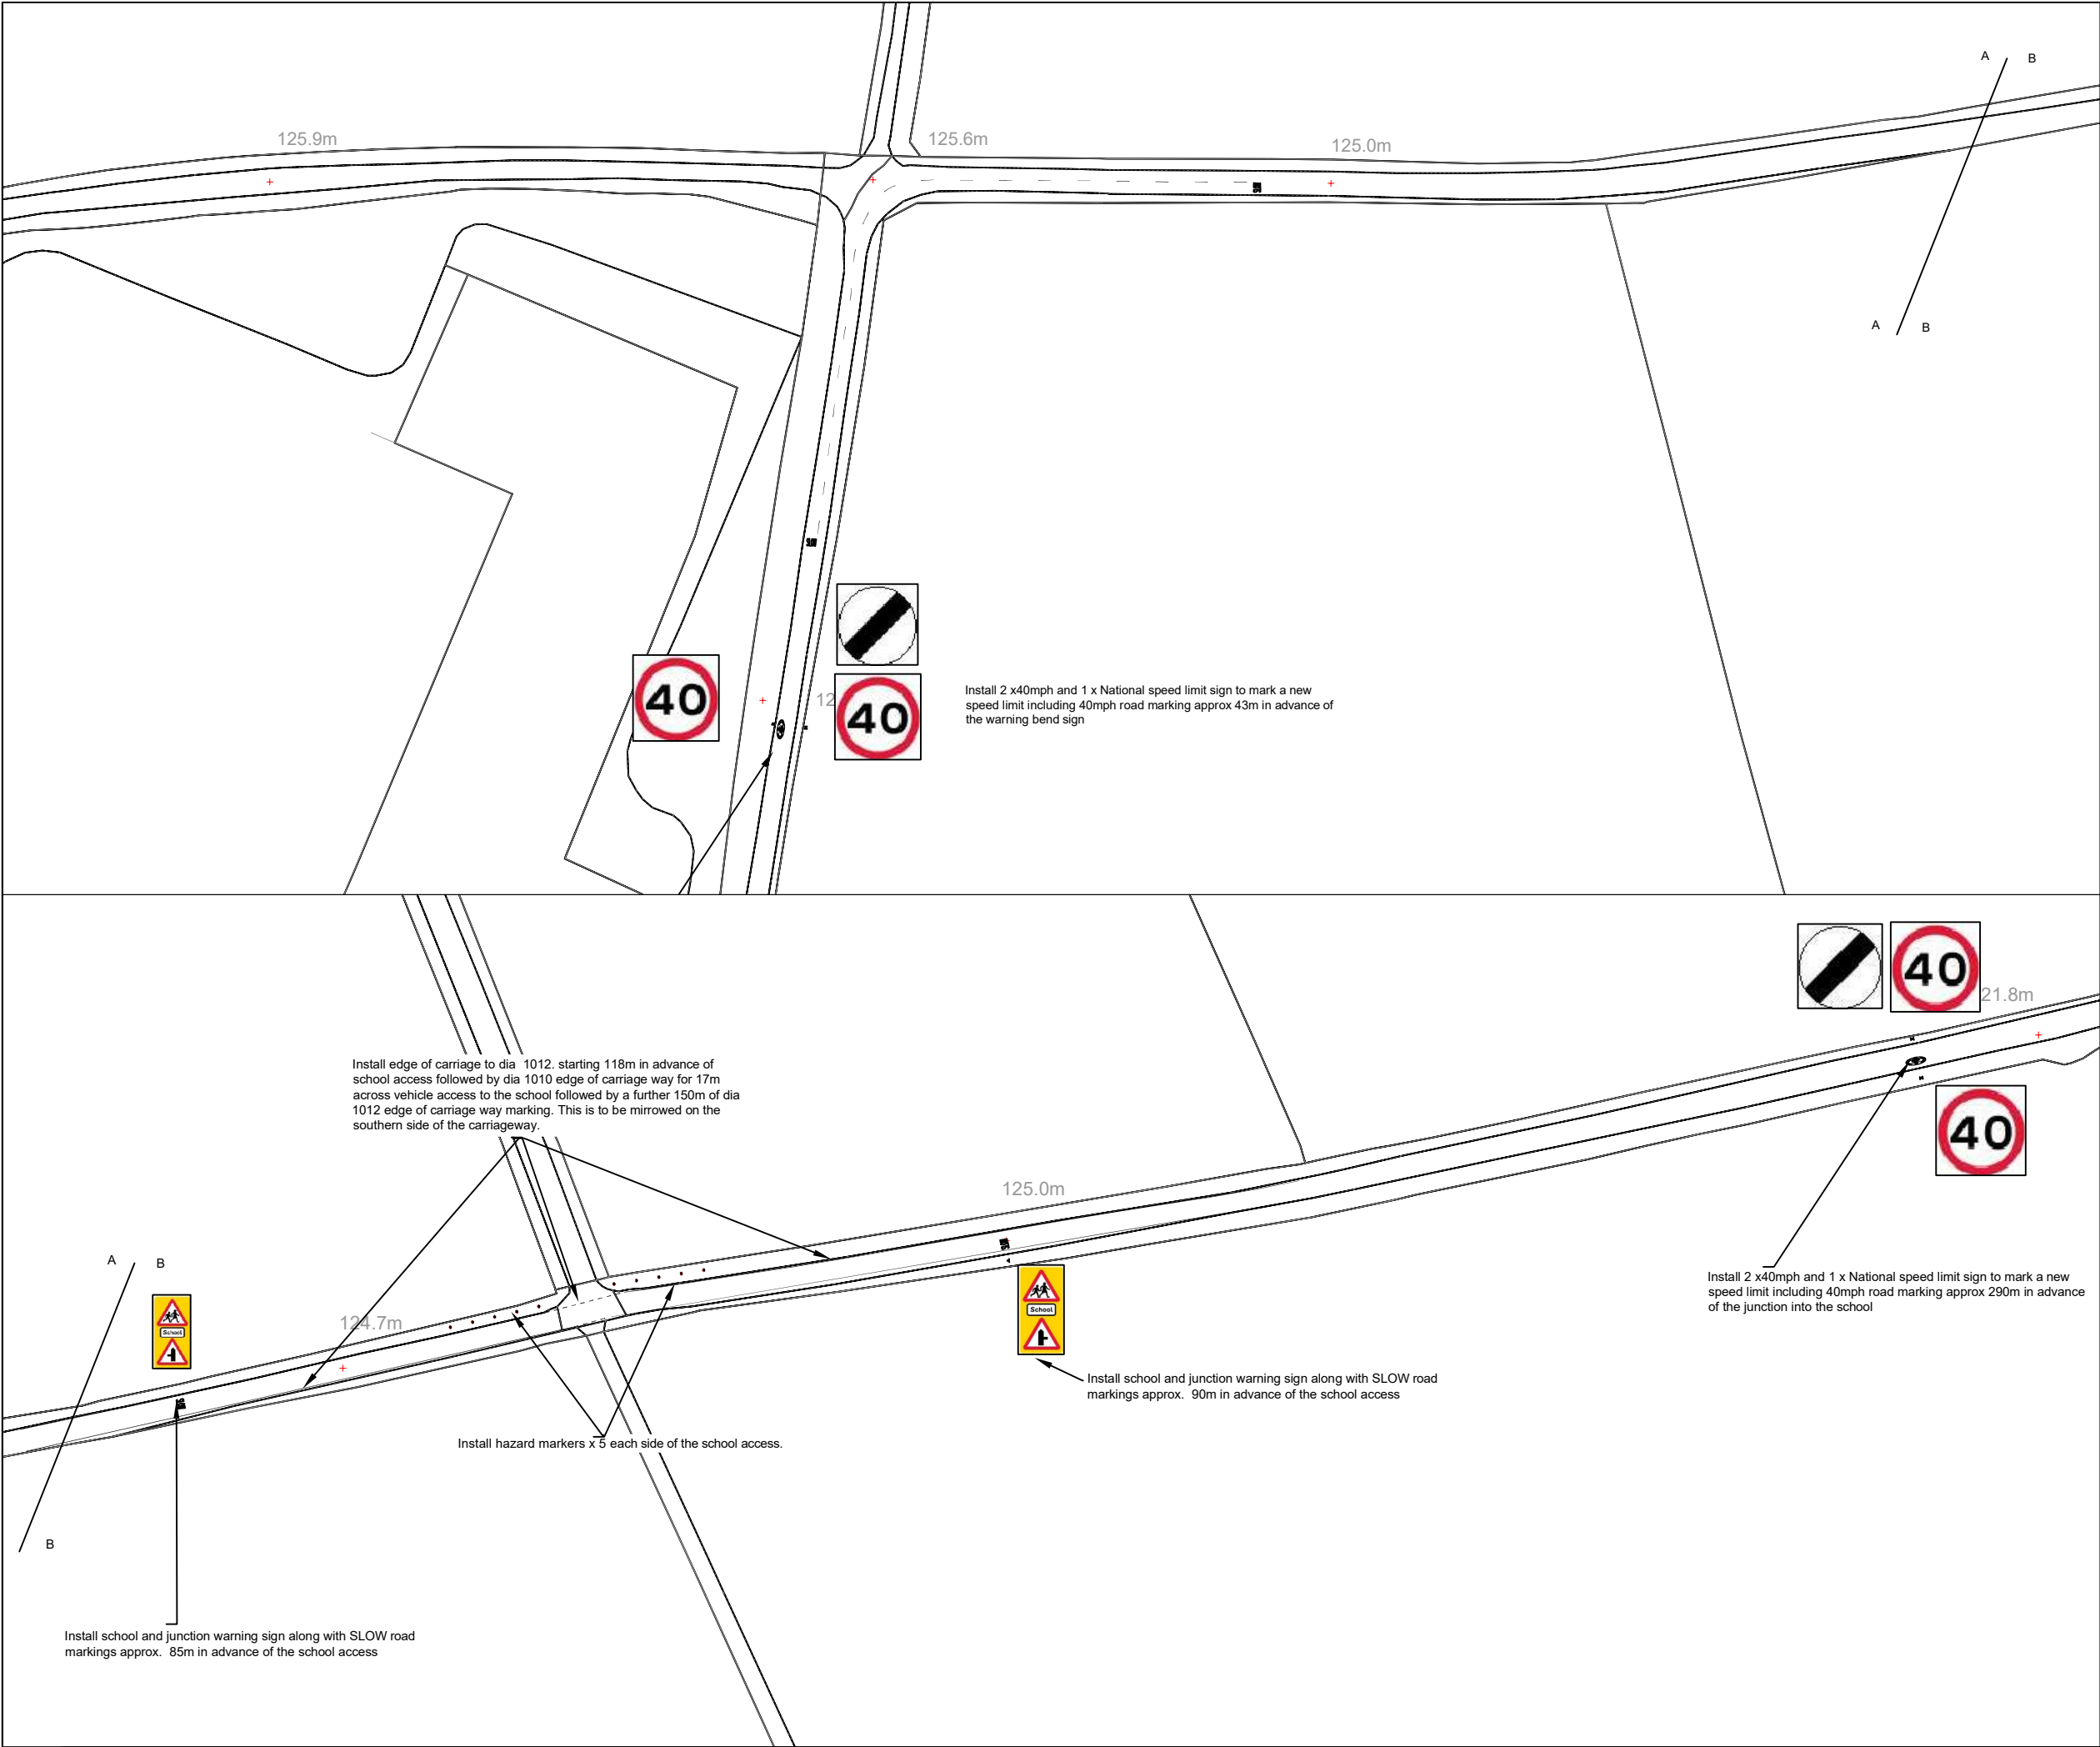 A B
125.9m
125.6m
125.0m
A B
SLOW
SLOW
40
12
40
Install 2 x40mph and 1 x National speed limit sign to mark a new
speed limit including 40mph road marking approx 43m in advance of
the warning bend sign
40
21.8m
Install edge of carriage to dia 1012. starting 118m in advance of
school access followed by dia 1010 edge of carriage way for 17m
across vehicle access to the school followed by a further 150m of dia
1012 edge of carriage way marking. This is to be mirrowed on the
southern side of the carriageway.
40
125.0m
A B
School
124.7m
School
Install 2 x40mph and 1 x National speed limit sign to mark a new
speed limit including 40mph road marking approx 290m in advance
of the junction into the school
Install school and junction warning sign along with SLOW road
markings approx. 90m in advance of the school access
Install hazard markers x 5 each side of the school access.
B
Install school and junction warning sign along with SLOW road
markings approx. 85m in advance of the school access